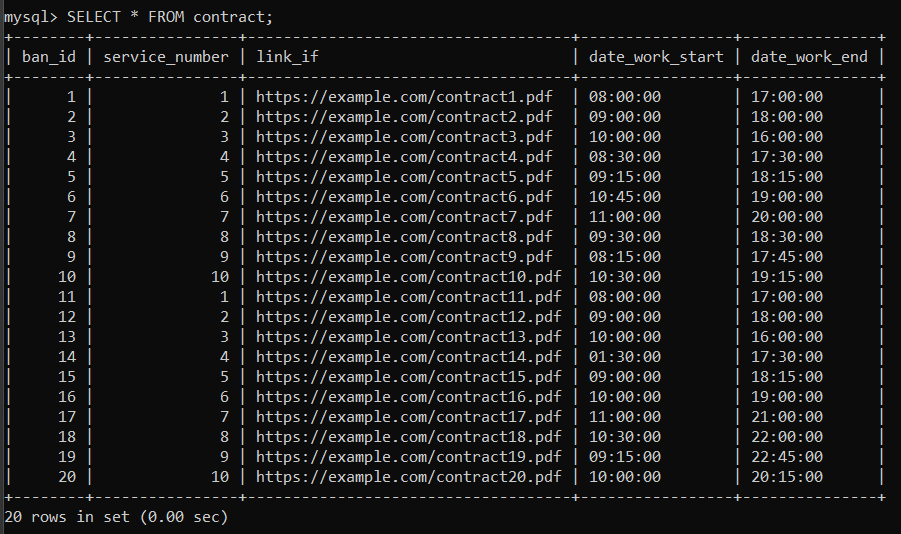 mysql> SELECT * FROM contract;
+--------+----------------+------------------------------------+-----------------+---------------+
| ban_id | service_number | link_if                            | date_work_start | date_work_end |
+--------+----------------+------------------------------------+-----------------+---------------+
|      1 |              1 | https://example.com/contract1.pdf  | 08:00:00        | 17:00:00      |
|      2 |              2 | https://example.com/contract2.pdf  | 09:00:00        | 18:00:00      |
|      3 |              3 | https://example.com/contract3.pdf  | 10:00:00        | 16:00:00      |
|      4 |              4 | https://example.com/contract4.pdf  | 08:30:00        | 17:30:00      |
|      5 |              5 | https://example.com/contract5.pdf  | 09:15:00        | 18:15:00      |
|      6 |              6 | https://example.com/contract6.pdf  | 10:45:00        | 19:00:00      |
|      7 |              7 | https://example.com/contract7.pdf  | 11:00:00        | 20:00:00      |
|      8 |              8 | https://example.com/contract8.pdf  | 09:30:00        | 18:30:00      |
|      9 |              9 | https://example.com/contract9.pdf  | 08:15:00        | 17:45:00      |
|     10 |             10 | https://example.com/contract10.pdf | 10:30:00        | 19:15:00      |
|     11 |              1 | https://example.com/contract11.pdf | 08:00:00        | 17:00:00      |
|     12 |              2 | https://example.com/contract12.pdf | 09:00:00        | 18:00:00      |
|     13 |              3 | https://example.com/contract13.pdf | 10:00:00        | 16:00:00      |
|     14 |              4 | https://example.com/contract14.pdf | 01:30:00        | 17:30:00      |
|     15 |              5 | https://example.com/contract15.pdf | 09:00:00        | 18:15:00      |
|     16 |              6 | https://example.com/contract16.pdf | 10:00:00        | 19:00:00      |
|     17 |              7 | https://example.com/contract17.pdf | 11:00:00        | 21:00:00      |
|     18 |              8 | https://example.com/contract18.pdf | 10:30:00        | 22:00:00      |
|     19 |              9 | https://example.com/contract19.pdf | 09:15:00        | 22:45:00      |
|     20 |             10 | https://example.com/contract20.pdf | 10:00:00        | 20:15:00      |
+--------+----------------+------------------------------------+-----------------+---------------+
20 rows in set (0.00 sec)